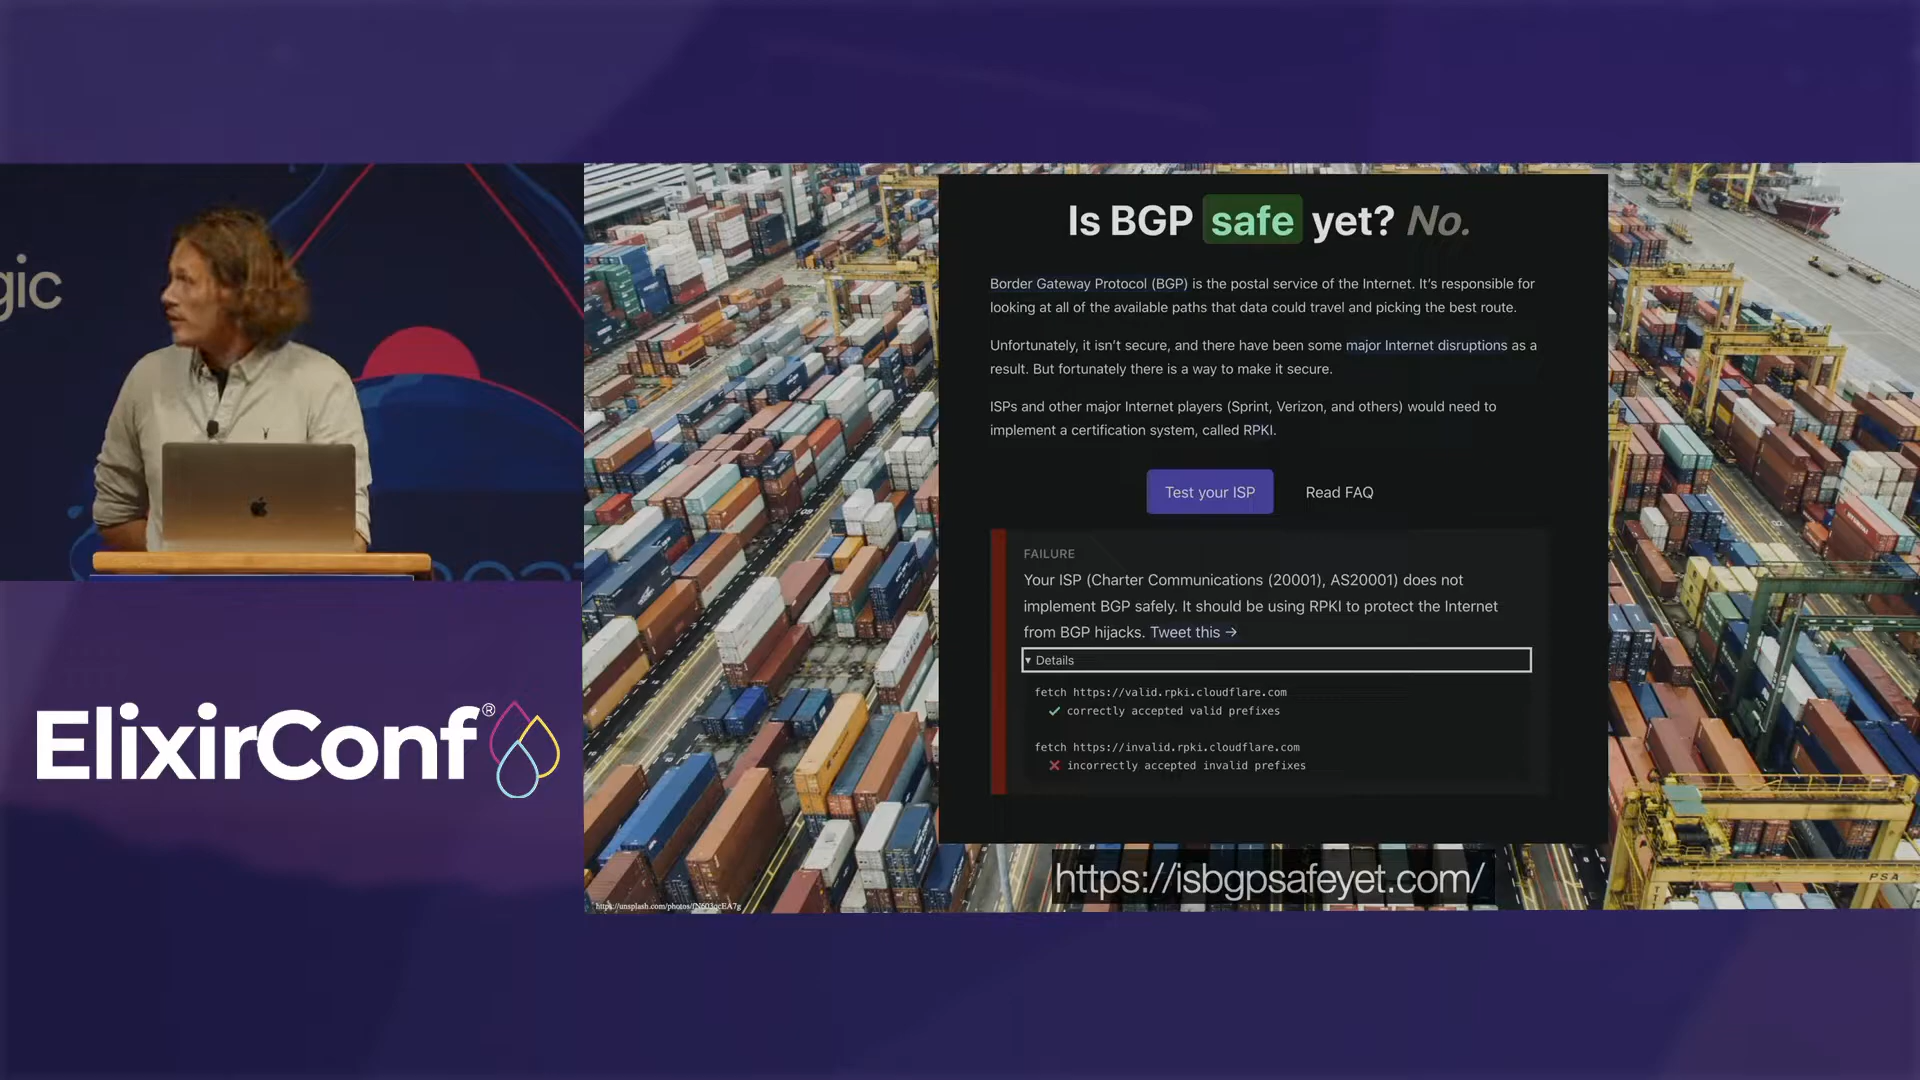 gic
ElixirConf®
Is BGP safe yet? No.
Border Gateway Protocol (BGP) is the postal service of the Internet. It's responsible for
looking at all of the available paths that data could travel and picking the best route.
Unfortunately, it isn't secure, and there have been some major Internet disruptions as a
result. But fortunately there is a way to make it secure.
ISPs and other major Internet players (Sprint, Verizon, and others) would need to
implement a certification system, called RPKI.
Test your ISP
Read FAQ
FAILURE
Your ISP (Charter Communications (20001), AS20001) does not
implement BGP safely. It should be using RPKI to protect the Internet
from BGP hijacks. Tweet this →
▾ Details
fetch https://valid.rpki.cloudflare.com
✓ correctly accepted valid prefixes
fetch https://invalid.rpki.cloudflare.com
✗ incorrectly accepted invalid prefixes
https://isbgpsafeyet.com/
PSA